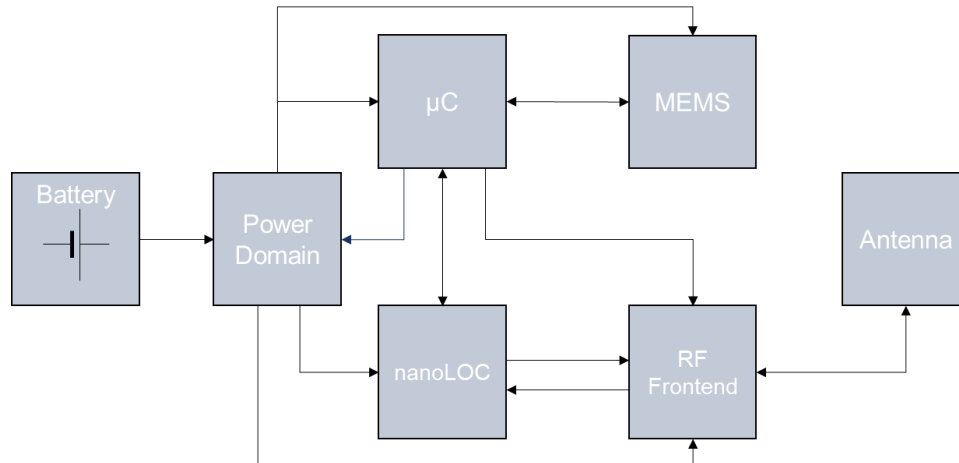 μC
MEMS
Battery
Power
Domain
Antenna
nanoLOC
RF
Frontend